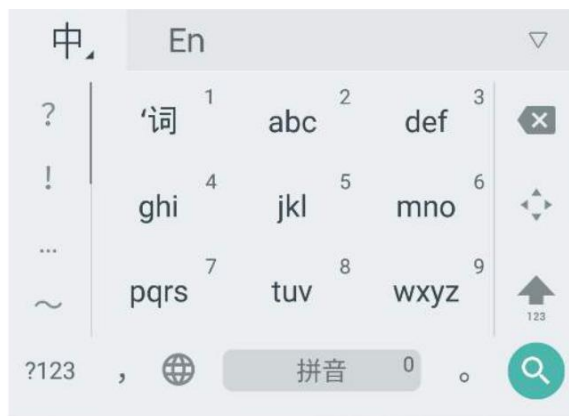 中 En
? ‘词 1 abc 2 def 3
! ghi 4 jkl 5 mno 6
...
~ pqrs 7 tuv 8 wxyz 9
123
?123 , 拼音 0 。